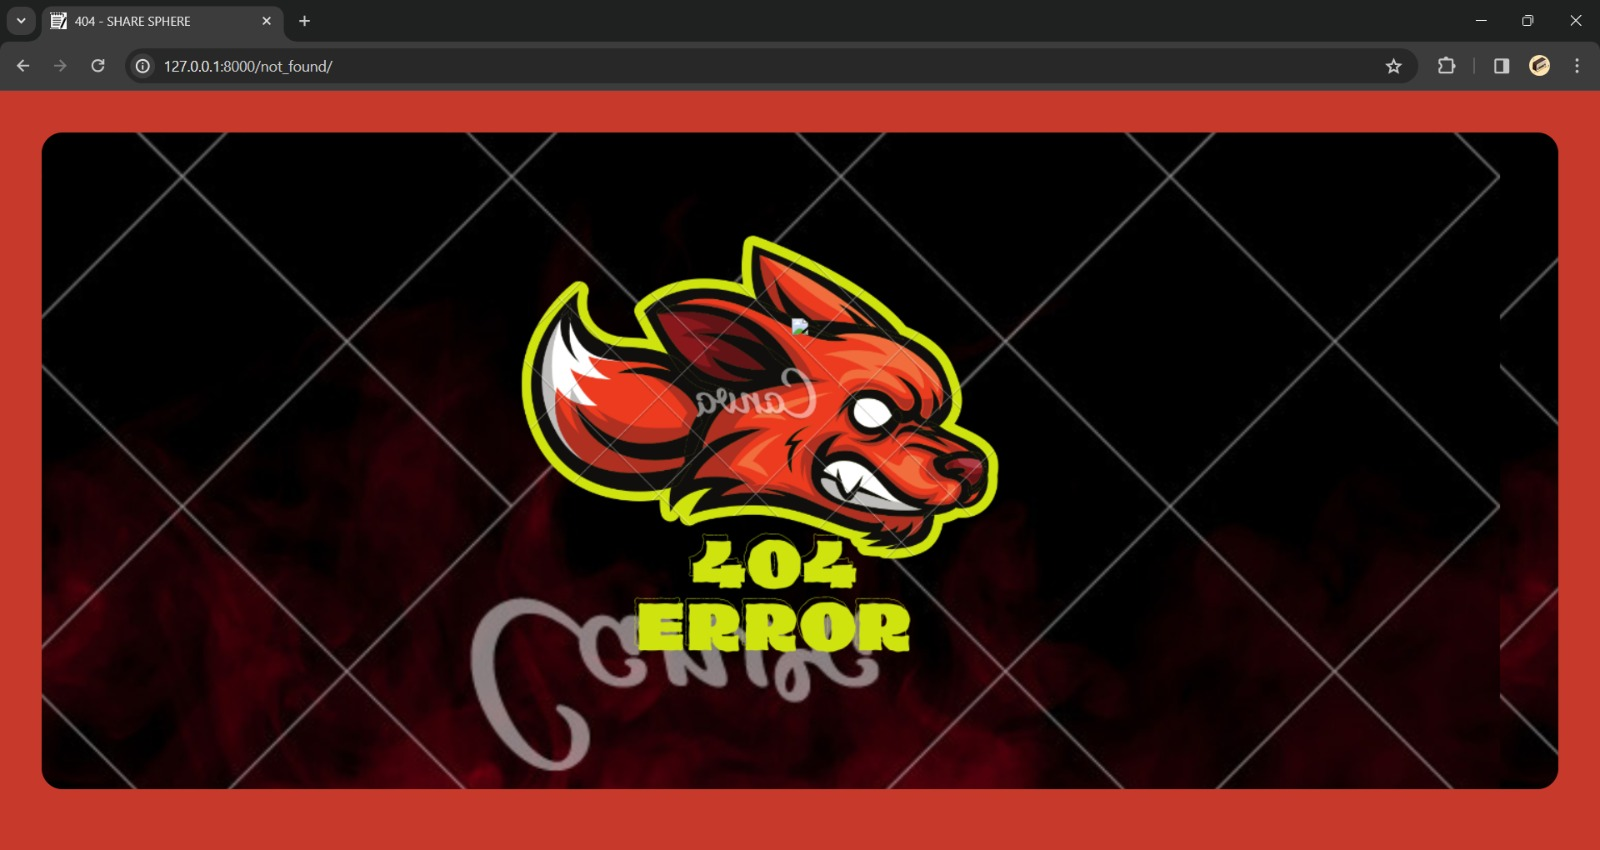 404 - SHARE SPHERE
127.0.0.1:8000/not_found/
Canva
404
ERROR
Canva